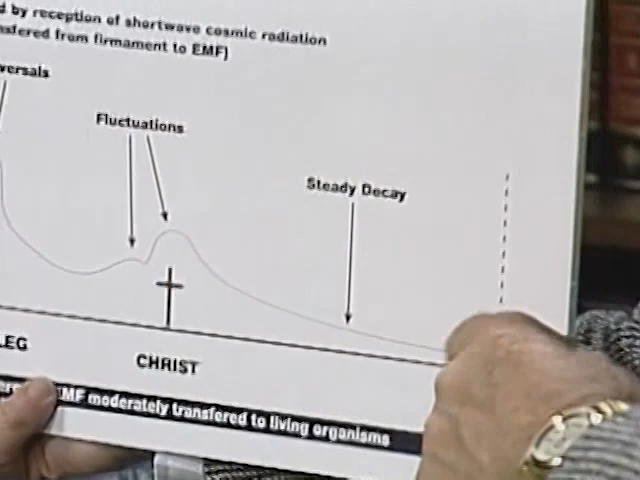 d by reception of shortwave cosmic radiation
nsfered from firmament to EMF)
versals
Fluctuations
Steady Decay
LEG
CHRIST
EMF moderately transfered to living organisms